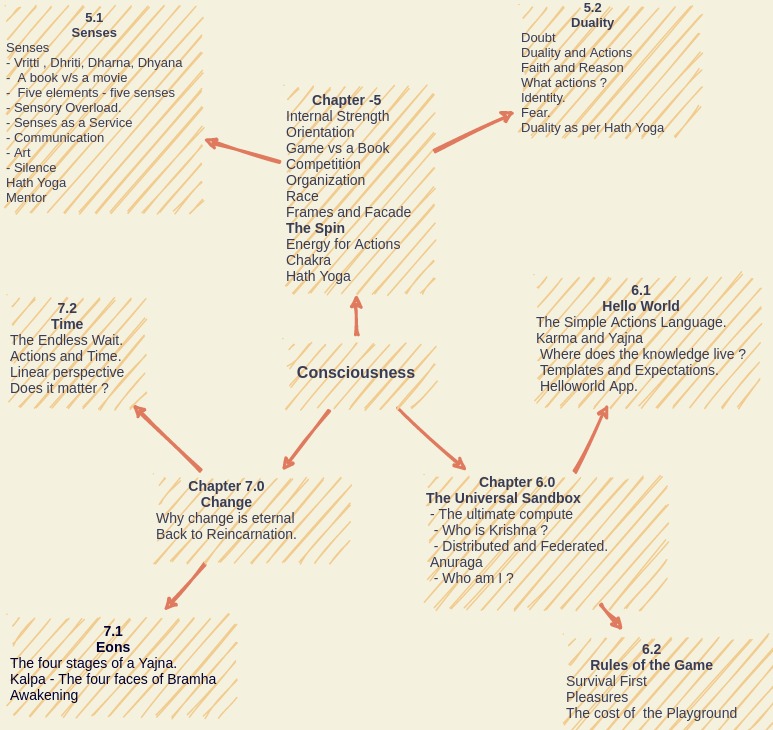 5.1
Senses
Senses
- Vritti , Dhriti, Dharna, Dhyana
- A book v/s a movie
- Five elements - five senses
- Sensory Overload.
- Senses as a Service
- Communication
- Art
- Silence
Hath Yoga
Mentor
5.2
Duality
Doubt
Duality and Actions
Faith and Reason
What actions ?
Identity.
Fear.
Duality as per Hath Yoga
Chapter -5
Internal Strength
Orientation
Game vs a Book
Competition
Organization
Race
Frames and Facade
The Spin
Energy for Actions
Chakra
Hath Yoga
7.2
Time
The Endless Wait.
Actions and Time.
Linear perspective
Does it matter ?
Consciousness
6.1
Hello World
The Simple Actions Language.
Karma and Yajna
Where does the knowledge live ?
Templates and Expectations.
Helloworld App.
Chapter 7.0
Change
Why change is eternal
Back to Reincarnation.
Chapter 6.0
The Universal Sandbox
- The ultimate compute
- Who is Krishna ?
- Distributed and Federated.
Anuraga
- Who am I ?
7.1
Eons
The four stages of a Yajna.
Kalpa - The four faces of Bramha
Awakening
6.2
Rules of the Game
Survival First
Pleasures
The cost of the Playground